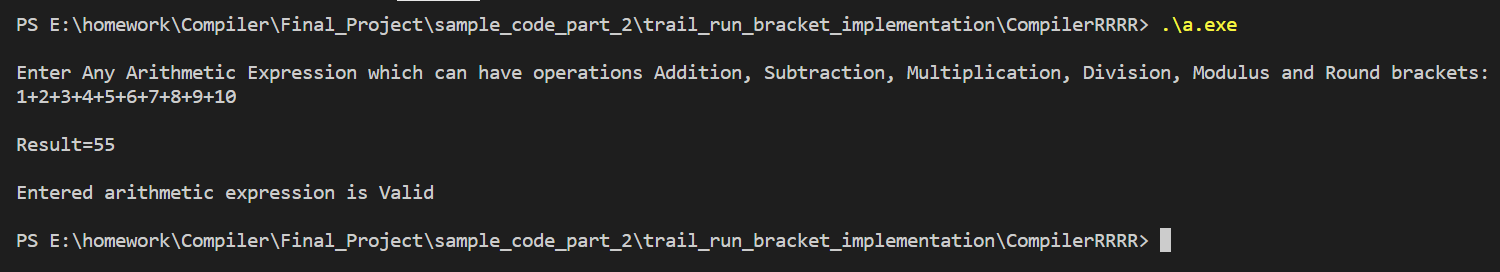 PS E:\homework\Compiler\Final_Project\sample_code_part_2\trail_run_bracket_implementation\CompilerRRRR> .\a.exe
Enter Any Arithmetic Expression which can have operations Addition, Subtraction, Multiplication, Division, Modulus and Round brackets:
1+2+3+4+5+6+7+8+9+10
Result=55
Entered arithmetic expression is Valid
PS E:\homework\Compiler\Final_Project\sample_code_part_2\trail_run_bracket_implementation\CompilerRRRR>